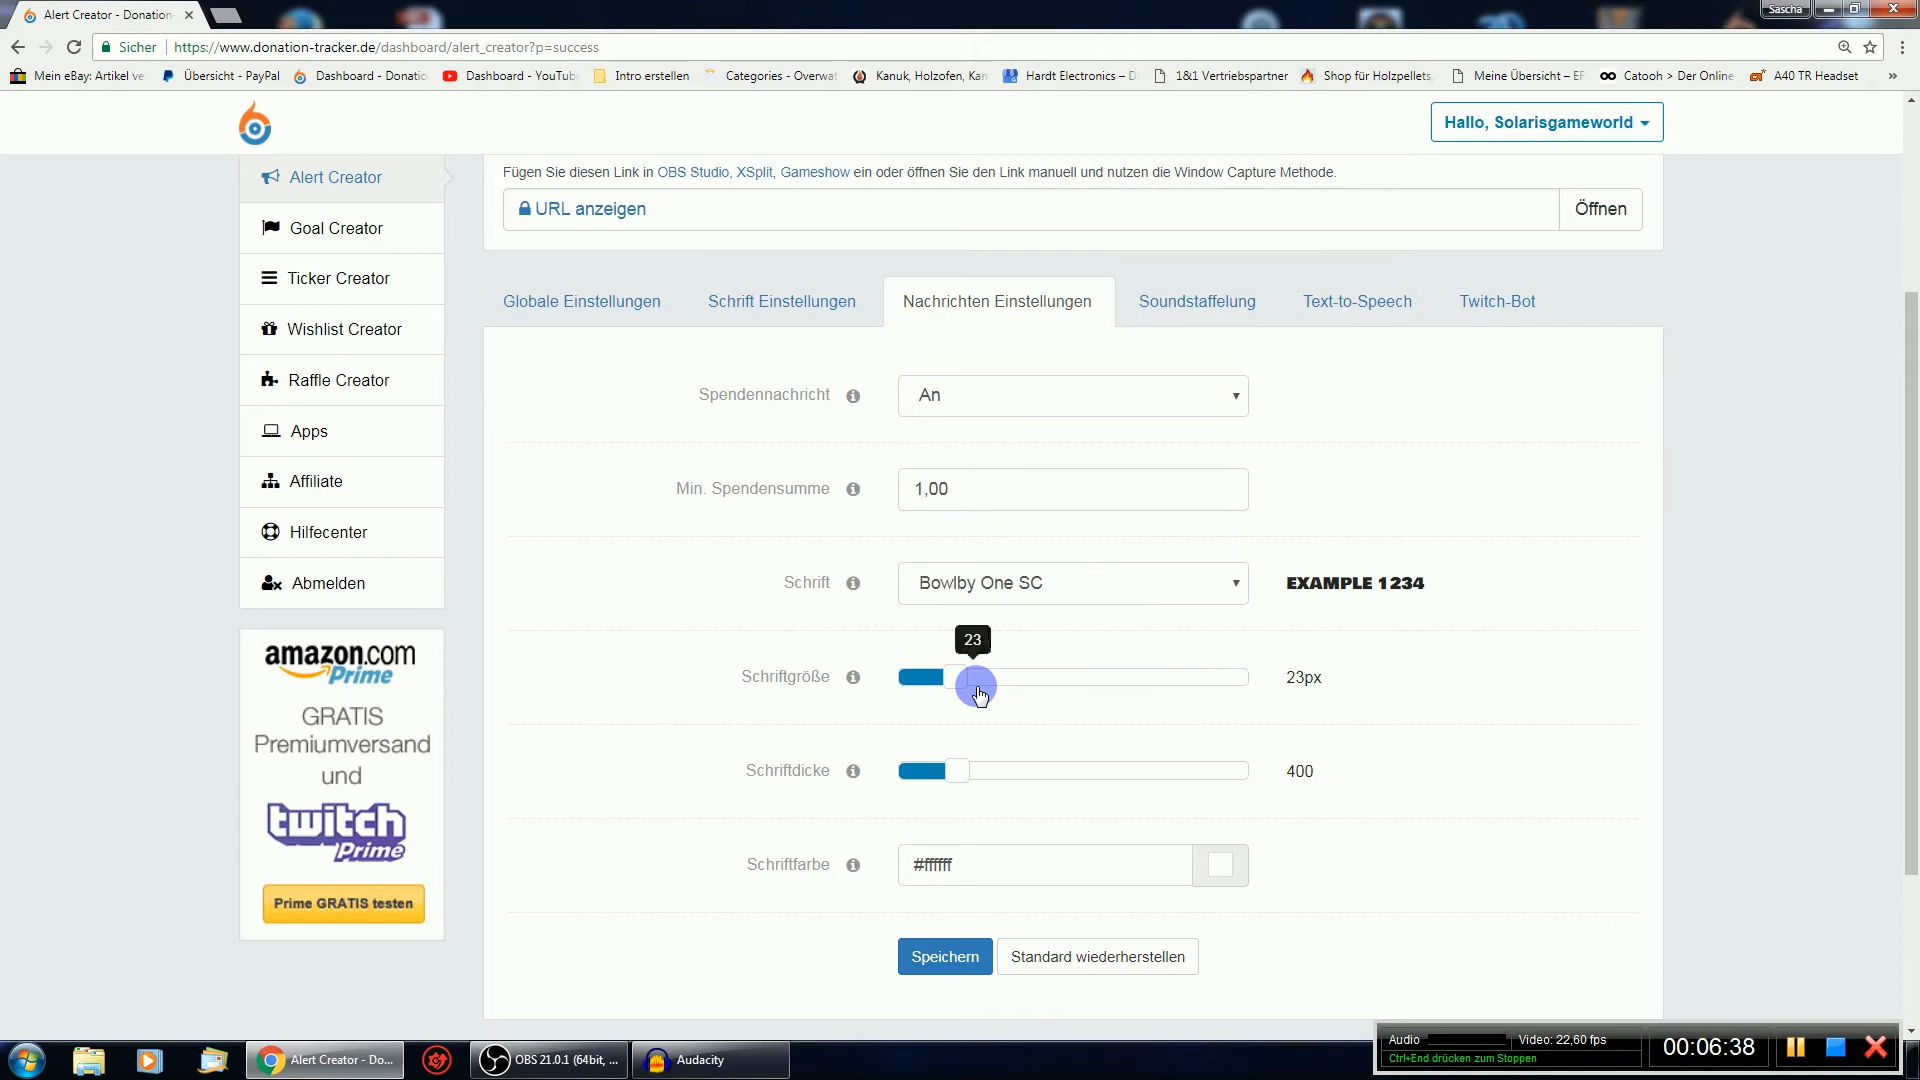 Alert Creator - Donation
Sascha
Sicher
https://www.donation-tracker.de/dashboard/alert_creator?p=success
Mein eBay: Artikel ve
Übersicht - PayPal
Dashboard - Donatio
Dashboard - YouTube
Intro erstellen
Categories - Overwat
Kanuk, Holzofen, Kan
Hardt Electronics – D
1&1 Vertriebspartner
Shop für Holzpellets,
Meine Übersicht – EP
Catooh > Der Online
A40 TR Headset
»
Hallo, Solarisgameworld
Alert Creator
Goal Creator
Ticker Creator
Wishlist Creator
Raffle Creator
Apps
Affiliate
Hilfecenter
Abmelden
amazon.com
Prime
GRATIS
Premiumversand
und
twitch
Prime
Prime GRATIS testen
Fügen Sie diesen Link in OBS Studio, XSplit, Gameshow ein oder öffnen Sie den Link manuell und nutzen die Window Capture Methode.
URL anzeigen
Öffnen
Globale Einstellungen
Schrift Einstellungen
Nachrichten Einstellungen
Soundstaffelung
Text-to-Speech
Twitch-Bot
Spendennachricht
An
Min. Spendensumme
1,00
Schrift
Bowlby One SC
EXAMPLE 1234
23
Schriftgröße
23px
Schriftdicke
400
Schriftfarbe
#ffffff
Speichern
Standard wiederherstellen
Alert Creator - Do...
OBS 21.0.1 (64bit, ...
Audacity
Audio
Video: 22,60 fps
Ctrl+End drücken zum Stoppen
00:06:38